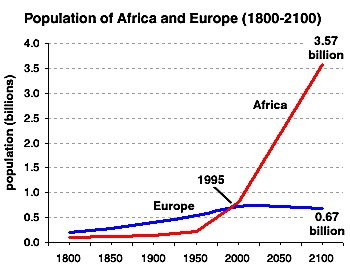 Population of Africa and Europe (1800-2100)
population (billions)
4.0
3.5
3.0
2.5
2.0
1.5
1.0
0.5
0.0
3.57
billion
Africa
1995
Europe
0.67
billion
1800 1850 1900 1950 2000 2050 2100